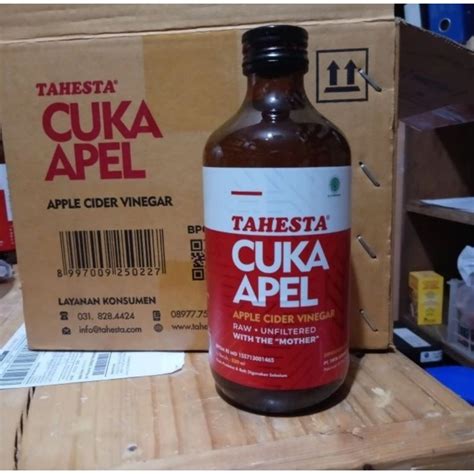 TAHESTA®
CUKA
APEL
APPLE CIDER VINEGAR
8 997009 250227
LAYANAN KONSUMEN
031. 828.4424
info@tahesta.com
TAHESTA®
CUKA
APEL
APPLE CIDER VINEGAR
RAW • UNFILTERED
WITH THE "MOTHER"